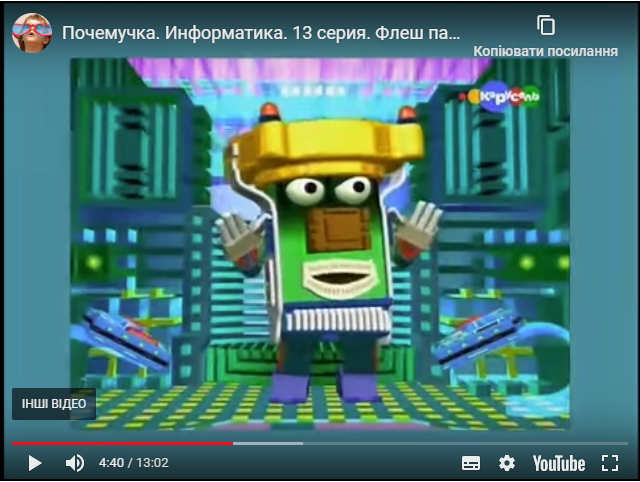 Почемучка. Информатика. 13 серия. Флеш па...
Копіювати посилання
Карусель
ІНШІ ВІДЕО
4:40 / 13:02
YouTube